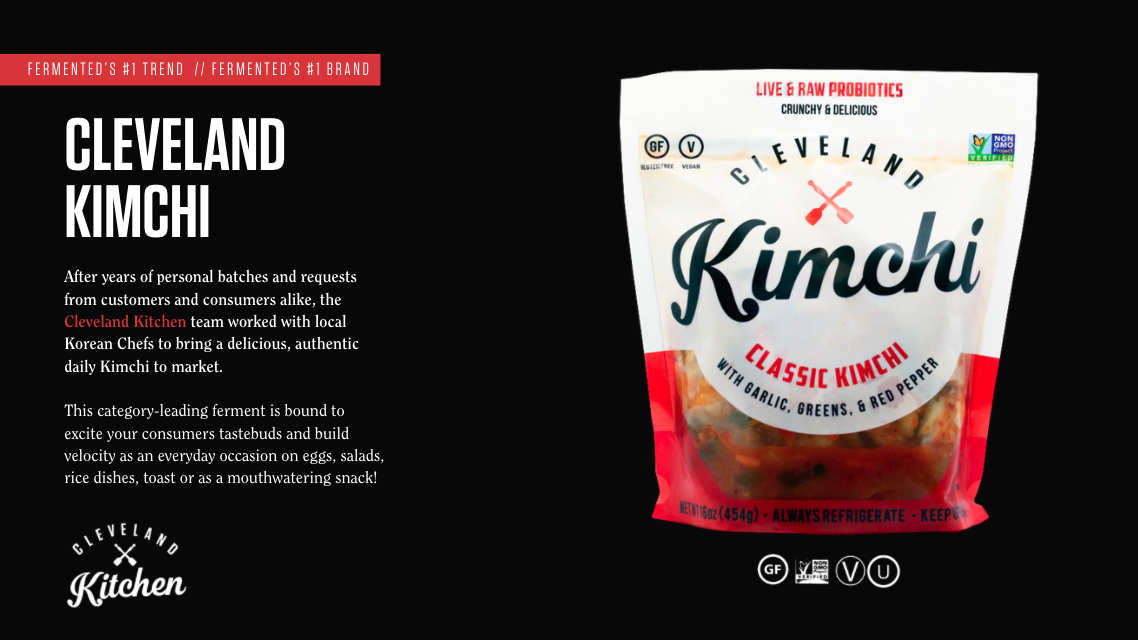 FERMENTED'S #1 TREND // FERMENTED'S #1 BRAND
CLEVELAND
KIMCHI
After years of personal batches and requests
from customers and consumers alike, the
Cleveland Kitchen team worked with local
Korean Chefs to bring a delicious, authentic
daily Kimchi to market.
This category-leading ferment is bound to
excite your consumers tastebuds and build
velocity as an everyday occasion on eggs, salads,
rice dishes, toast or as a mouthwatering snack!
CLEVELAND
Kitchen
LIVE & RAW PROBIOTICS
CRUNCHY & DELICIOUS
GF V
GLUTEN FREE VEGAN
NON
GMO
Project
VERIFIED
CLEVELAND
Kimchi
CLASSIC KIMCHI
WITH GARLIC, GREENS, & RED PEPPER
NET WT 16oz (454g) • ALWAYS REFRIGERATE • KEEP
GF NON GMO VERIFIED V U